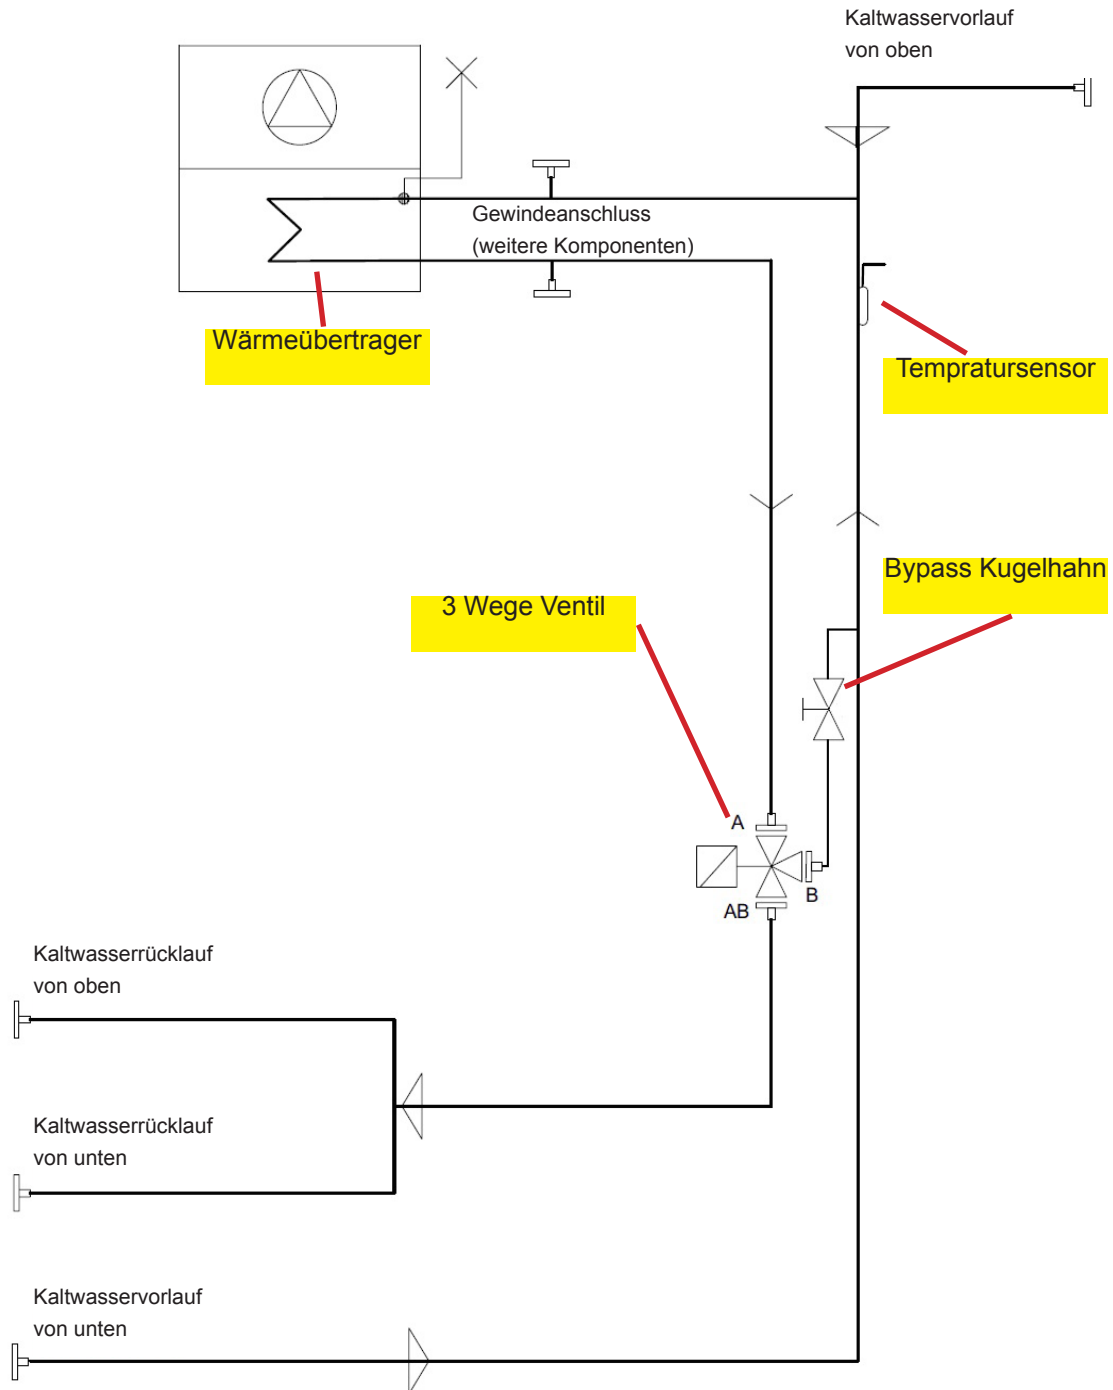 Kaltwasservorlauf
von oben
Gewindeanschluss
(weitere Komponenten)
Wärmeübertrager
Tempratursensor
Bypass Kugelhahn
3 Wege Ventil
A
B
AB
Kaltwasserrücklauf
von oben
Kaltwasserrücklauf
von unten
Kaltwasservorlauf
von unten